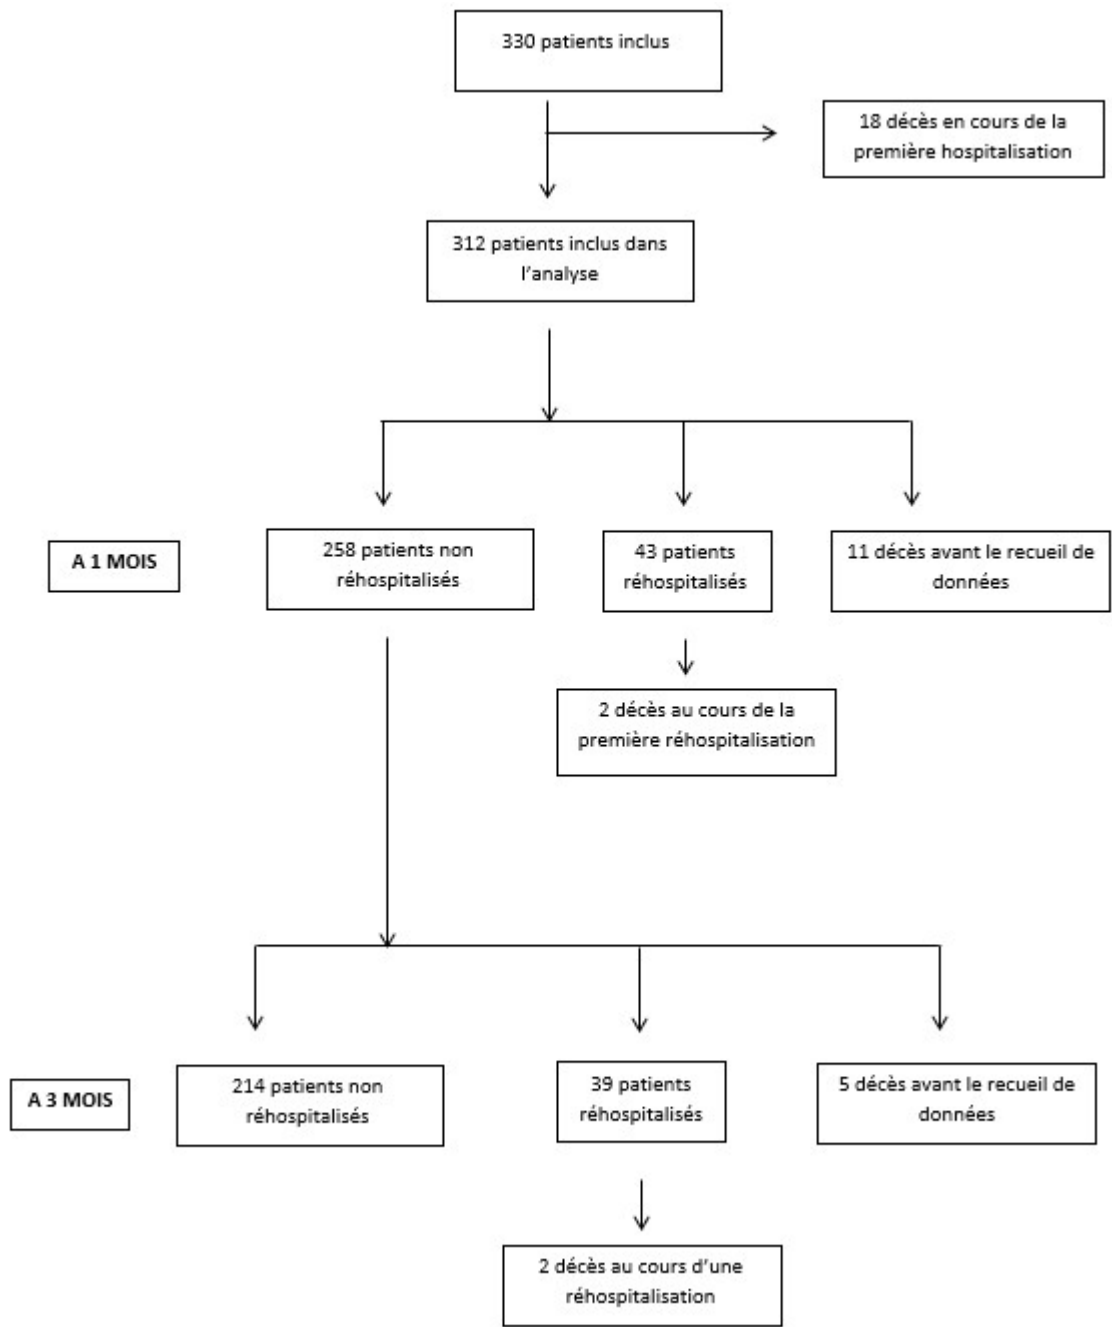 330 patients inclus
18 décès en cours de la
première hospitalisation
312 patients inclus dans
l'analyse
A 1 MOIS
258 patients non
réhospitalisés
43 patients
réhospitalisés
11 décès avant le recueil de
données
2 décès au cours de la
première réhospitalisation
A 3 MOIS
214 patients non
réhospitalisés
39 patients
réhospitalisés
5 décès avant le recueil de
données
2 décès au cours d'une
réhospitalisation